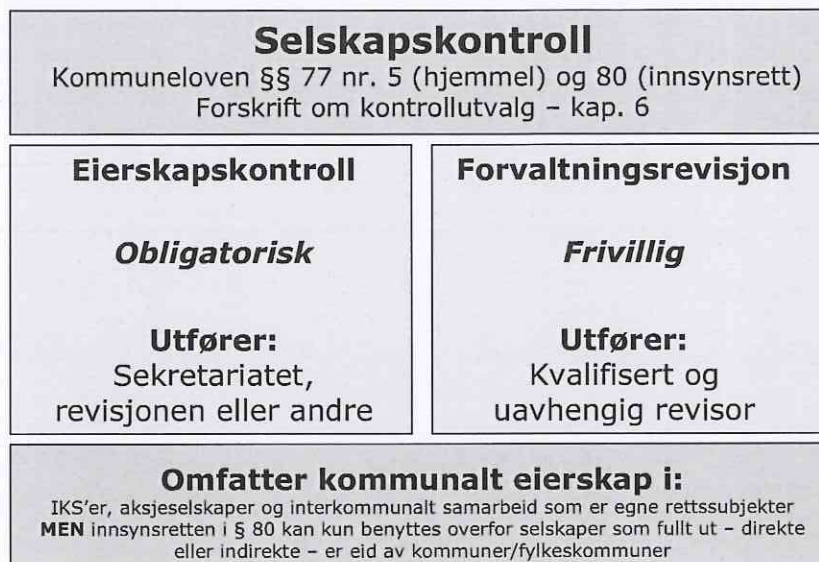 Selskapskontroll
Kommuneloven §§ 77 nr. 5 (hjemmel) og 80 (innsynsrett)
Forskrift om kontrollutvalg – kap. 6
Eierskapskontroll
Obligatorisk
Utfører:
Sekretariatet,
revisjonen eller andre
Forvaltningsrevisjon
Frivillig
Utfører:
Kvalifisert og
uavhengig revisor
Omfatter kommunalt eierskap i:
IKS'er, aksjeselskaper og interkommunalt samarbeid som er egne rettssubjekter
MEN innsynsretten i § 80 kan kun benyttes overfor selskaper som fullt ut – direkte
eller indirekte – er eid av kommuner/fylkeskommuner